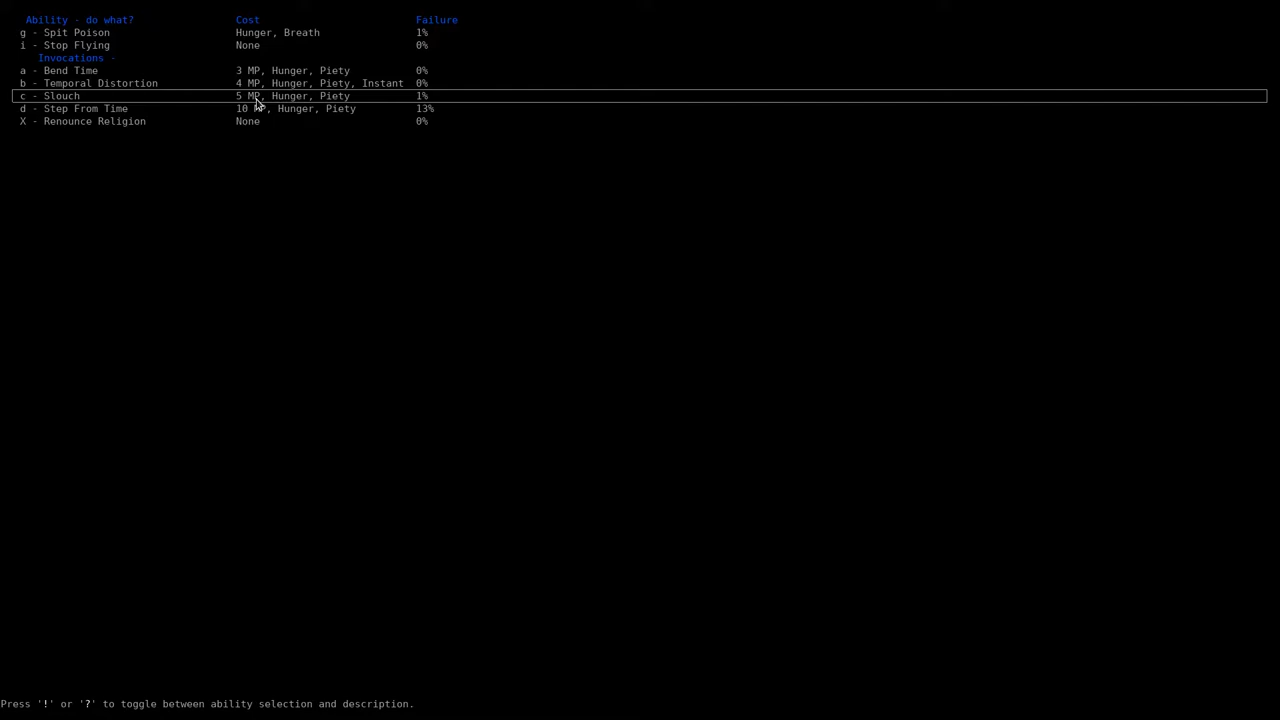 Ability - do what? Cost Failure
g - Spit Poison Hunger, Breath 1%
i - Stop Flying None 0%
Invocations -
a - Bend Time 3 MP, Hunger, Piety 0%
b - Temporal Distortion 4 MP, Hunger, Piety, Instant 0%
c - Slouch 5 MP, Hunger, Piety 1%
d - Step From Time 10 MP, Hunger, Piety 13%
X - Renounce Religion None 0%
Press '!' or '?' to toggle between ability selection and description.